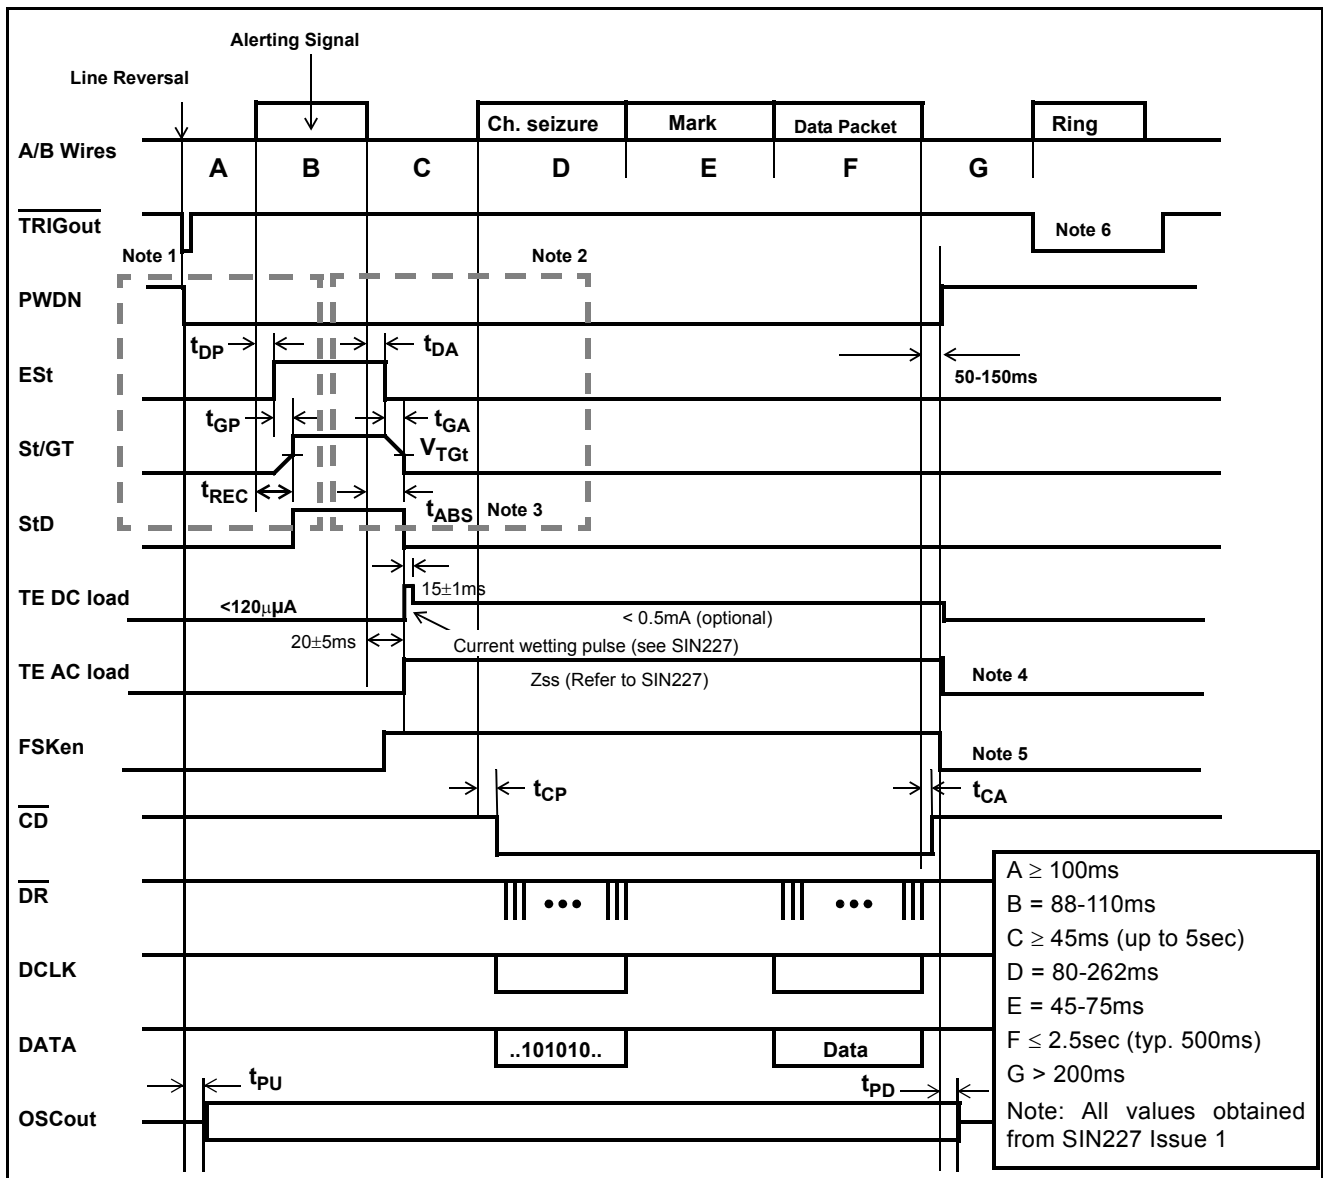 Alerting Signal
Line Reversal
Ch. seizure Mark Data Packet Ring
A/B Wires
A B C D E F G
TRIGout
Note 6
Note 1 Note 2
PWDN
tDP tDA
ESt
50-150ms
tGP tGA
St/GT
VTGt
tREC
tABS Note 3
StD
15±1ms
TE DC load
<120µµA
< 0.5mA (optional)
20±5ms
Current wetting pulse (see SIN227)
TE AC load
Zss (Refer to SIN227)
Note 4
FSKen
Note 5
tCP tCA
CD
DR
DCLK
DATA
..101010.. Data
tPU tPD
OSCout
A ≥ 100ms
B = 88-110ms
C ≥ 45ms (up to 5sec)
D = 80-262ms
E = 45-75ms
F ≤ 2.5sec (typ. 500ms)
G > 200ms
Note: All values obtained
from SIN227 Issue 1